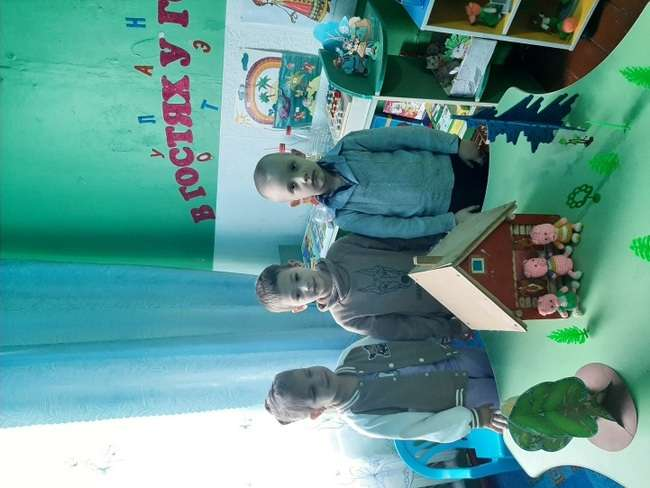 У П А Н
В ГОСТЯХ У Г
О Т Э